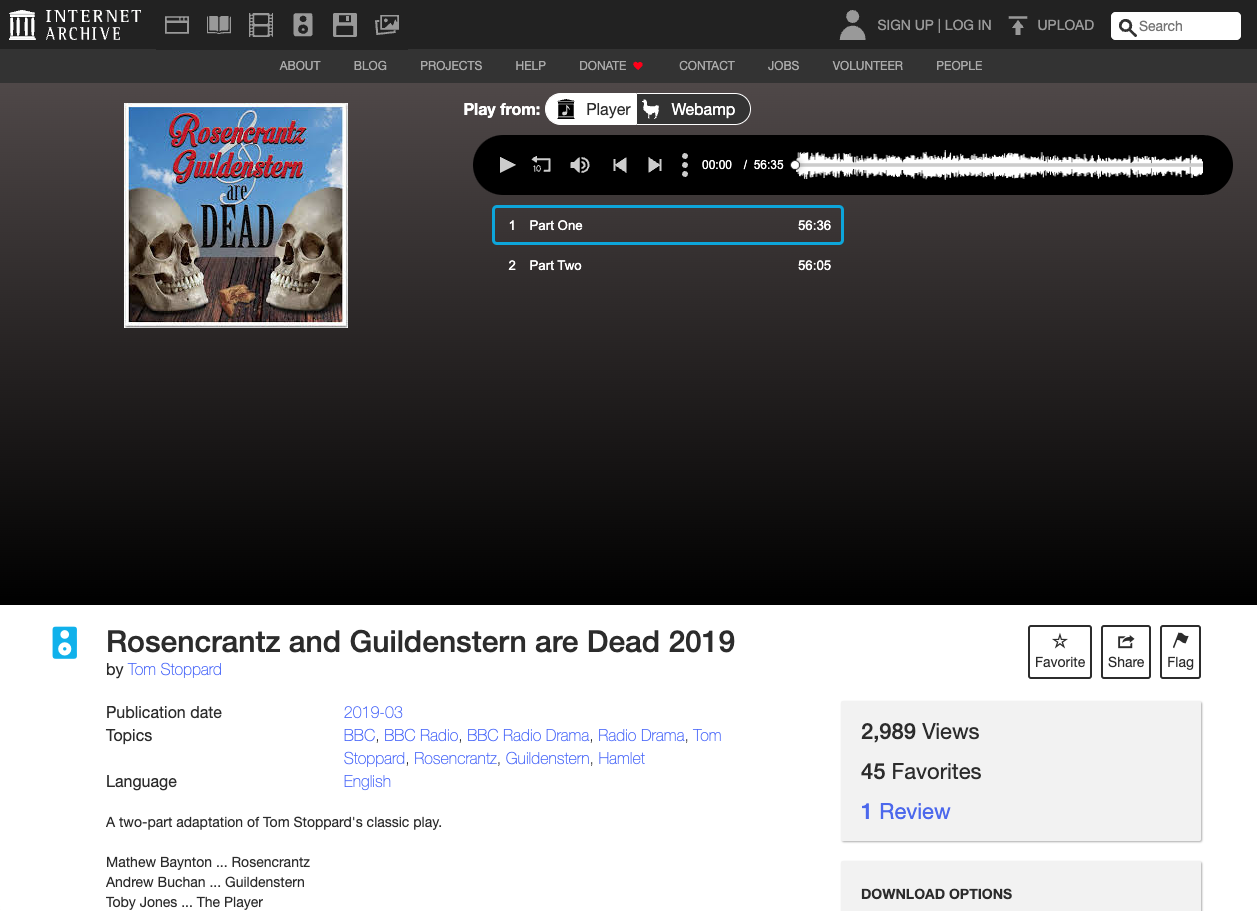 INTERNET
ARCHIVE
SIGN UP | LOG IN
UPLOAD
Search
ABOUT
BLOG
PROJECTS
HELP
DONATE
CONTACT
JOBS
VOLUNTEER
PEOPLE
Rosencrantz
&
Guildenstern
are
DEAD
Play from:
Player
Webamp
10
00:00 / 56:35
1 Part One 56:36
2 Part Two 56:05
Rosencrantz and Guildenstern are Dead 2019
by Tom Stoppard
Favorite
Share
Flag
Publication date 2019-03
Topics BBC, BBC Radio, BBC Radio Drama, Radio Drama, Tom
Stoppard, Rosencrantz, Guildenstern, Hamlet
Language English
A two-part adaptation of Tom Stoppard's classic play.
Mathew Baynton ... Rosencrantz
Andrew Buchan ... Guildenstern
Toby Jones ... The Player
2,989 Views
45 Favorites
1 Review
DOWNLOAD OPTIONS